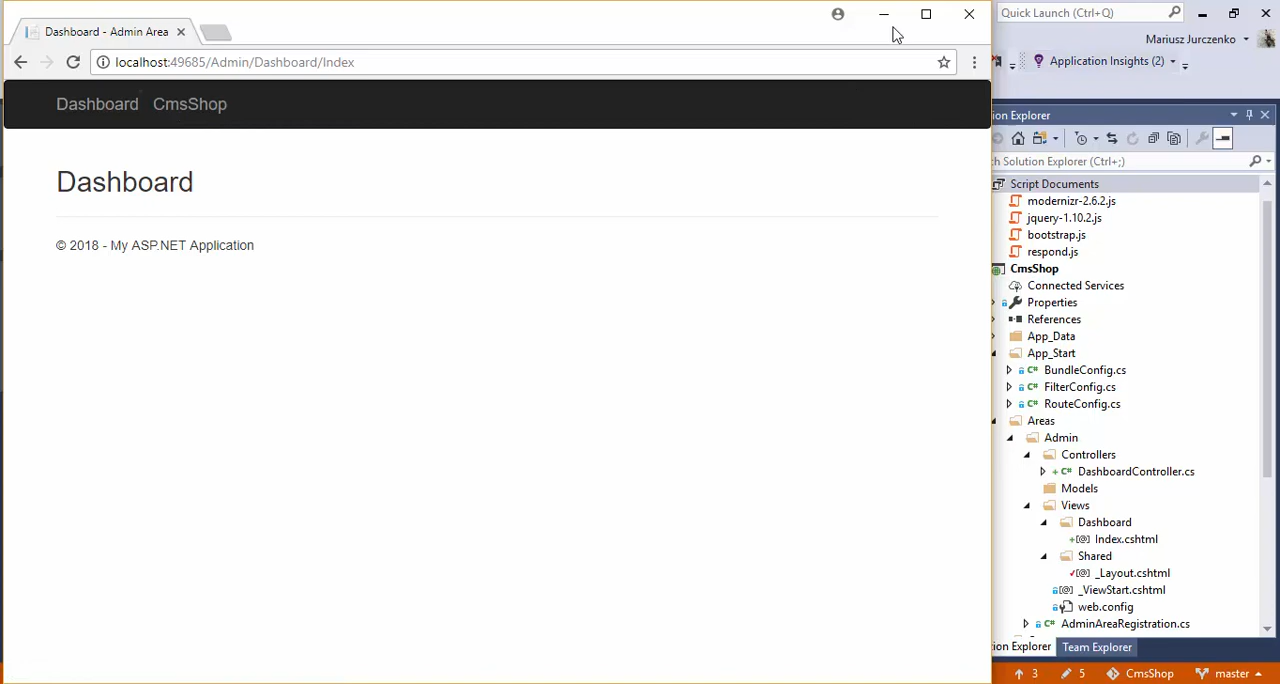 Dashboard - Admin Area
Quick Launch (Ctrl+Q)
Mariusz Jurczenko
localhost:49685/Admin/Dashboard/Index
Application Insights (2)
Dashboard CmsShop
Dashboard
© 2018 - My ASP.NET Application
ion Explorer
h Solution Explorer (Ctrl+;)
Script Documents
modernizr-2.6.2.js
jquery-1.10.2.js
bootstrap.js
respond.js
CmsShop
Connected Services
Properties
References
App_Data
App_Start
C# BundleConfig.cs
C# FilterConfig.cs
C# RouteConfig.cs
Areas
Admin
Controllers
+ C# DashboardController.cs
Models
Views
Dashboard
+[@] Index.cshtml
Shared
[@] _Layout.cshtml
[@] _ViewStart.cshtml
web.config
C# AdminAreaRegistration.cs
ion Explorer Team Explorer
3 5 CmsShop master